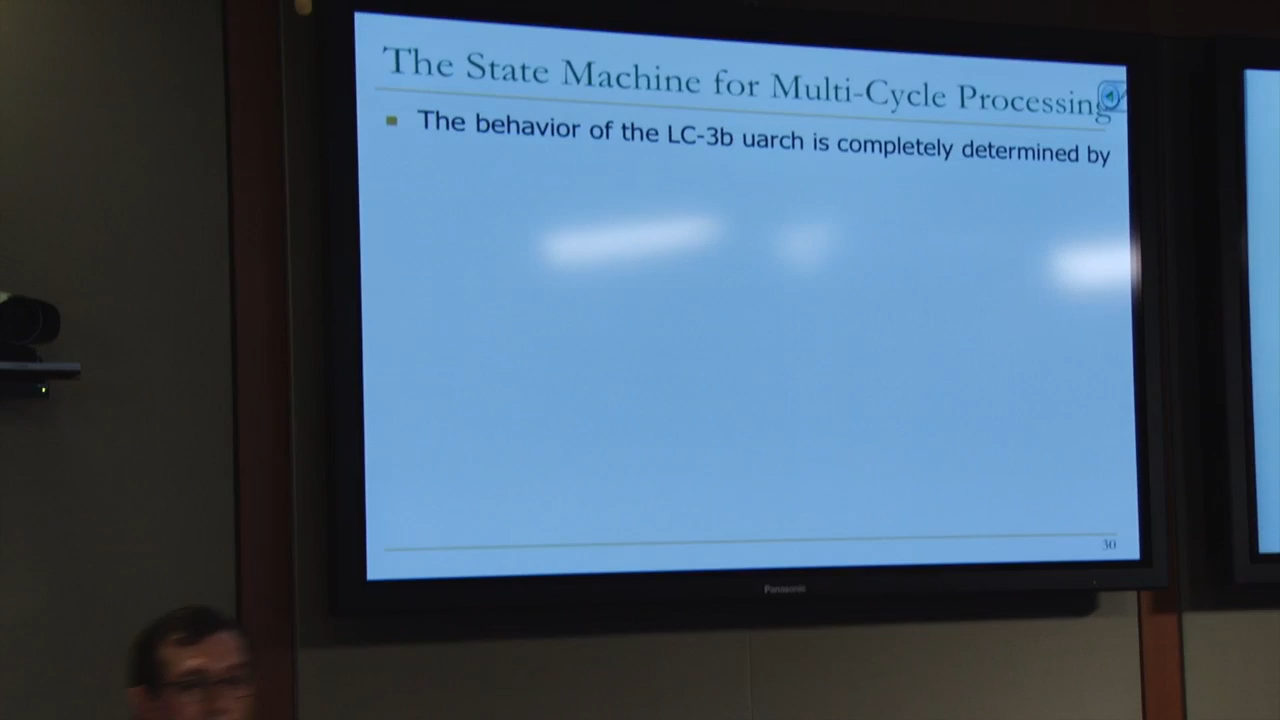 The State Machine for Multi-Cycle Processing
The behavior of the LC-3b uarch is completely determined by
30
Panasonic